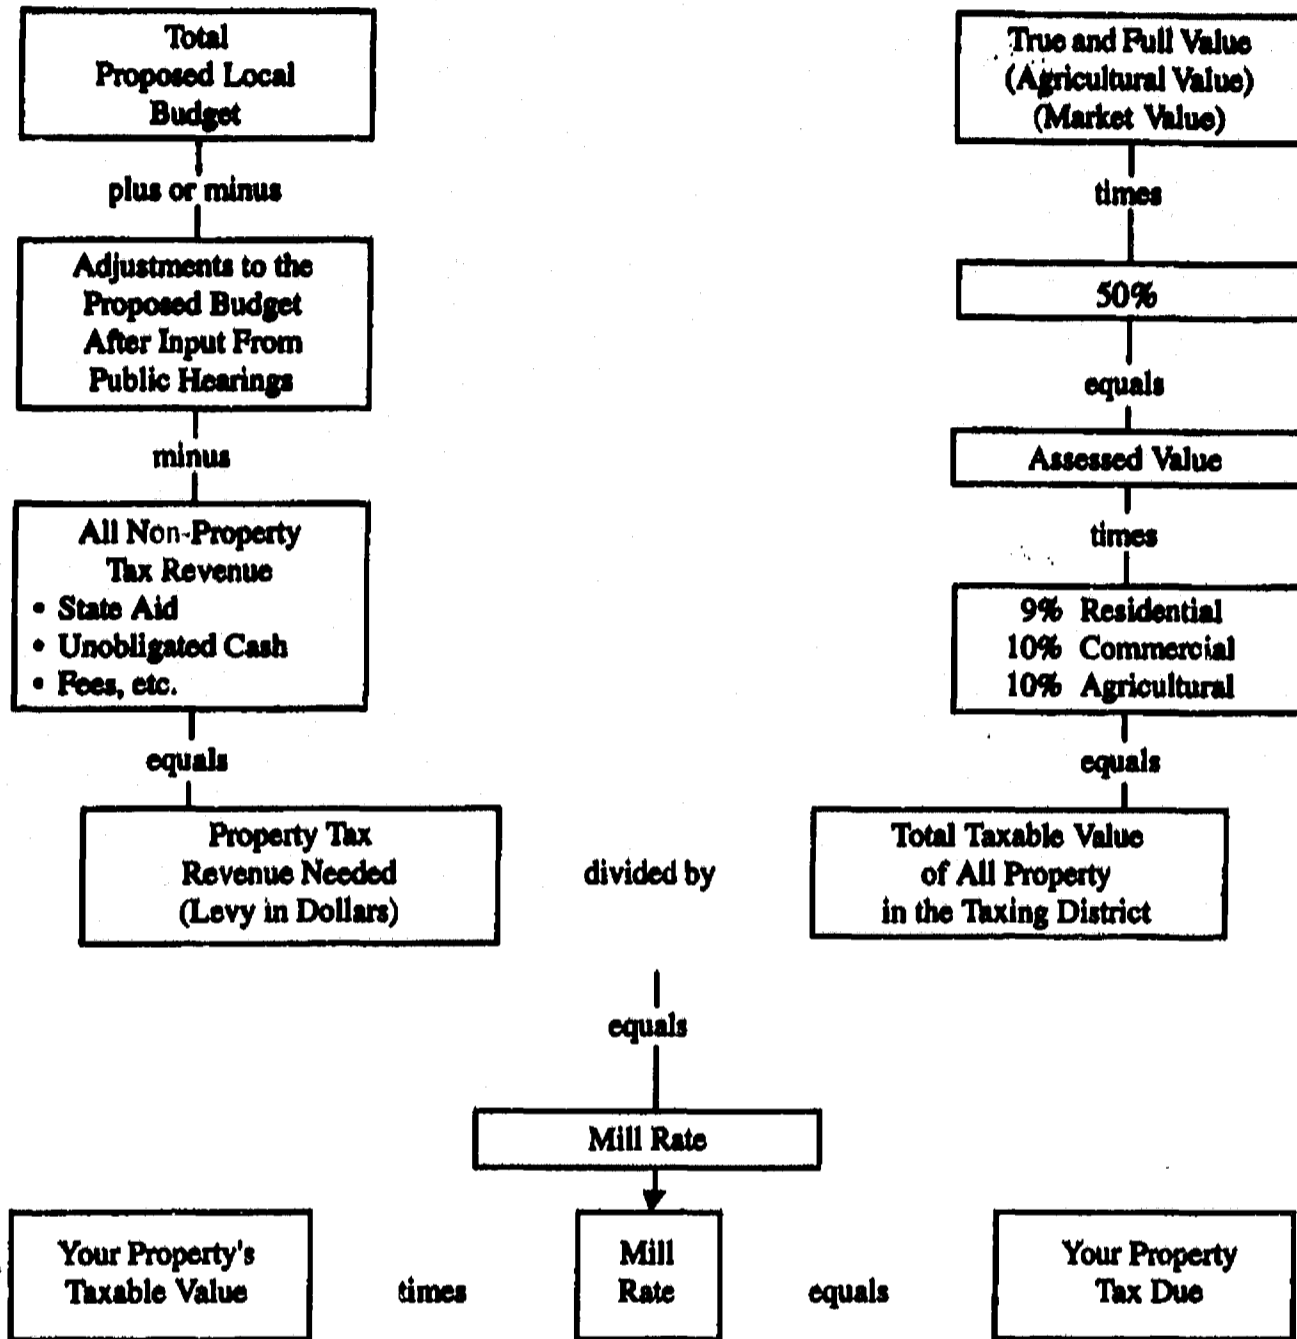 Total
Proposed Local
Budget
plus or minus
Adjustments to the
Proposed Budget
After Input From
Public Hearings
minus
All Non-Property
Tax Revenue
• State Aid
• Unobligated Cash
• Fees, etc.
equals
Property Tax
Revenue Needed
(Levy in Dollars)
divided by
True and Full Value
(Agricultural Value)
(Market Value)
times
50%
equals
Assessed Value
times
9% Residential
10% Commercial
10% Agricultural
equals
Total Taxable Value
of All Property
in the Taxing District
equals
Mill Rate
Your Property's
Taxable Value
times
Mill
Rate
equals
Your Property
Tax Due